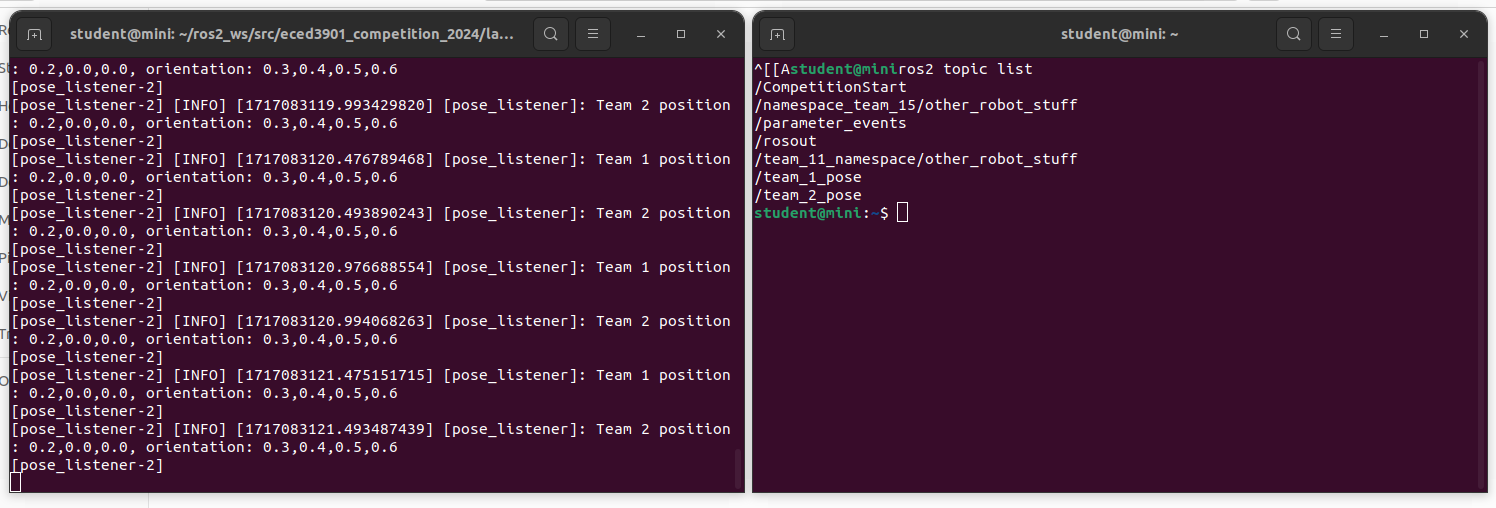 student@mini: ~/ros2_ws/src/eced3901_competition_2024/la...
: 0.2,0.0,0.0, orientation: 0.3,0.4,0.5,0.6
[pose_listener-2]
[pose_listener-2] [INFO] [1717083119.993429820] [pose_listener]: Team 2 position
: 0.2,0.0,0.0, orientation: 0.3,0.4,0.5,0.6
[pose_listener-2]
[pose_listener-2] [INFO] [1717083120.476789468] [pose_listener]: Team 1 position
: 0.2,0.0,0.0, orientation: 0.3,0.4,0.5,0.6
[pose_listener-2]
[pose_listener-2] [INFO] [1717083120.493890243] [pose_listener]: Team 2 position
: 0.2,0.0,0.0, orientation: 0.3,0.4,0.5,0.6
[pose_listener-2]
[pose_listener-2] [INFO] [1717083120.976688554] [pose_listener]: Team 1 position
: 0.2,0.0,0.0, orientation: 0.3,0.4,0.5,0.6
[pose_listener-2]
[pose_listener-2] [INFO] [1717083120.994068263] [pose_listener]: Team 2 position
: 0.2,0.0,0.0, orientation: 0.3,0.4,0.5,0.6
[pose_listener-2]
[pose_listener-2] [INFO] [1717083121.475151715] [pose_listener]: Team 1 position
: 0.2,0.0,0.0, orientation: 0.3,0.4,0.5,0.6
[pose_listener-2]
[pose_listener-2] [INFO] [1717083121.493487439] [pose_listener]: Team 2 position
: 0.2,0.0,0.0, orientation: 0.3,0.4,0.5,0.6
[pose_listener-2]
student@mini: ~
^[[Astudent@miniros2 topic list
/CompetitionStart
/namespace_team_15/other_robot_stuff
/parameter_events
/rosout
/team_11_namespace/other_robot_stuff
/team_1_pose
/team_2_pose
student@mini:~$